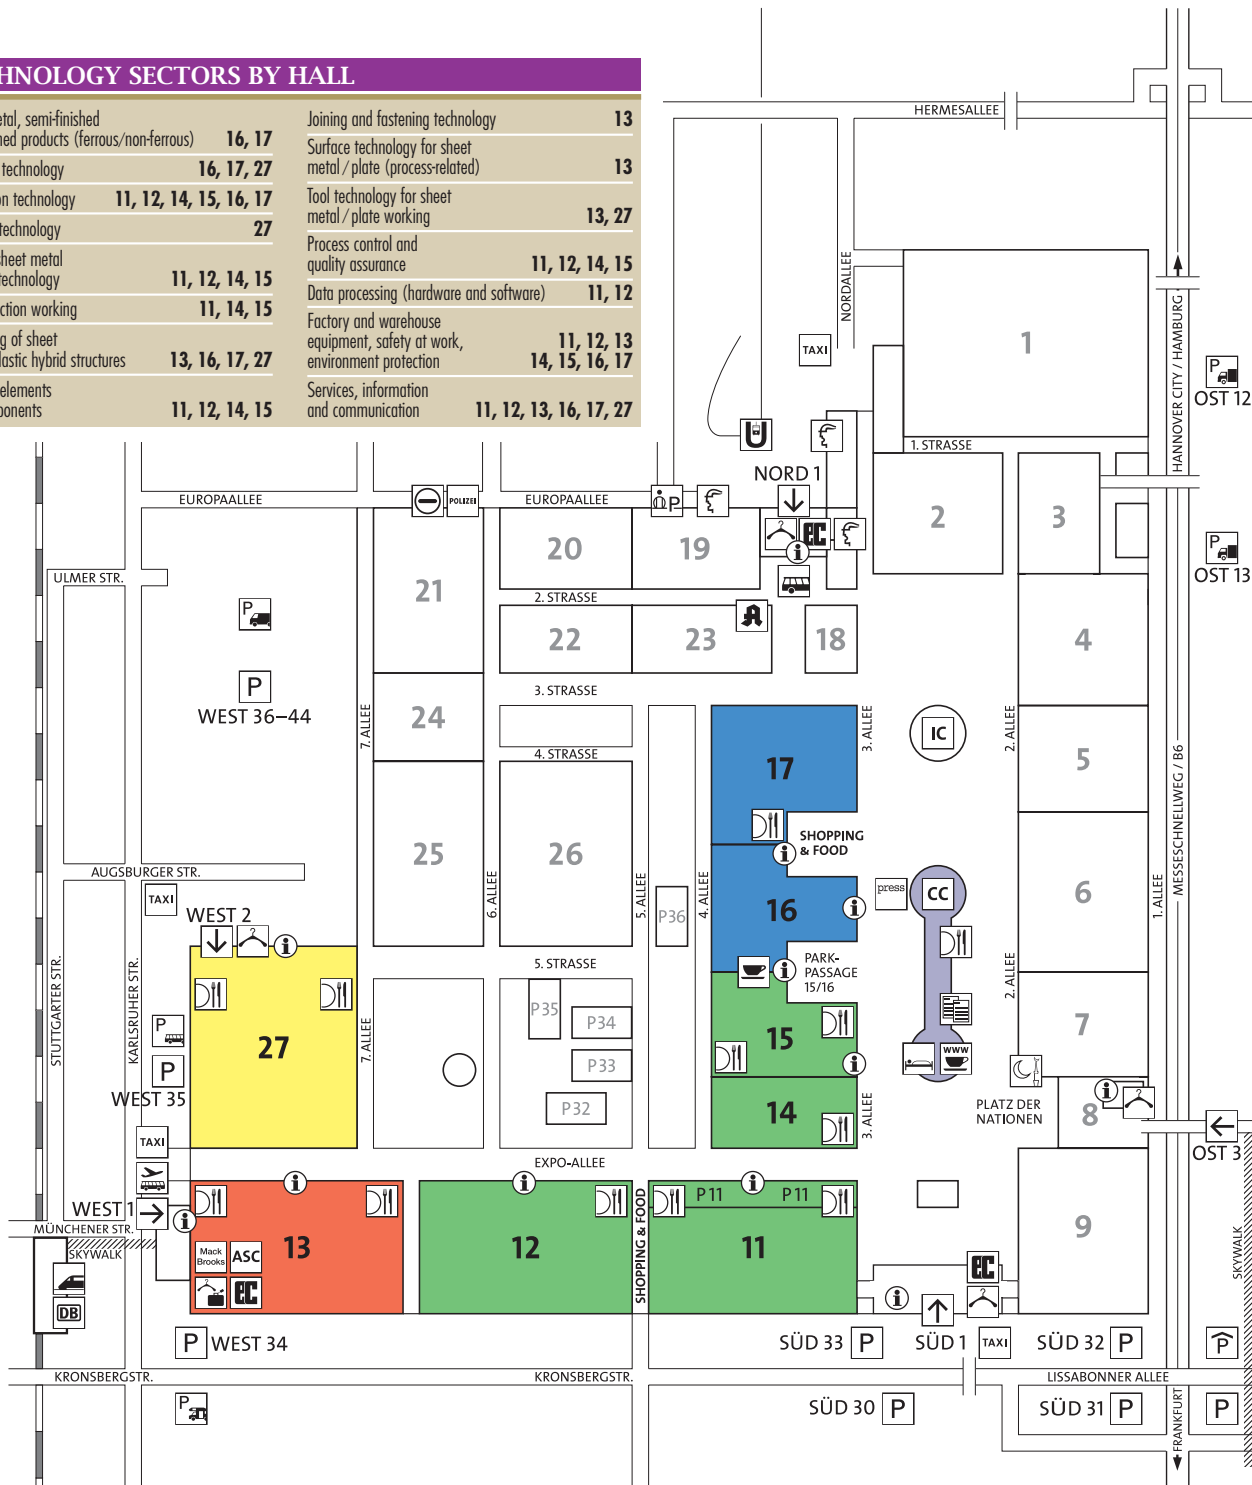 HNOLOGY SECTORS BY HALL
etal, semi-finished
ned products (ferrous/non-ferrous) 16, 17
technology 16, 17, 27
on technology 11, 12, 14, 15, 16, 17
technology 27
sheet metal
technology 11, 12, 14, 15
ction working 11, 14, 15
g of sheet
lastic hybrid structures 13, 16, 17, 27
elements
ponents 11, 12, 14, 15
Joining and fastening technology 13
Surface technology for sheet
metal / plate (process-related) 13
Tool technology for sheet
metal / plate working 13, 27
Process control and
quality assurance 11, 12, 14, 15
Data processing (hardware and software) 11, 12
Factory and warehouse
equipment, safety at work, 11, 12, 13
environment protection 14, 15, 16, 17
Services, information
and communication 11, 12, 13, 16, 17, 27
HERMESALLEE
NORDALLEE
TAXI
1
HANNOVER CITY / HAMBURG
P
OST 12
U
1. STRASSE
NORD 1
EUROPAALLEE
POLIZEI
EUROPAALLEE
P
2
3
20
19
EC
i
P
OST 13
ULMER STR.
21
2. STRASSE
P
22
23
A
18
4
P
WEST 36–44
3. STRASSE
24
7. ALLEE
3. ALLEE
IC
2. ALLEE
4. STRASSE
17
5
MESSESCHNELLWEG / B6
25
26
SHOPPING
& FOOD
i
AUGSBURGER STR.
6. ALLEE
5. ALLEE
4. ALLEE
P36
16
i
press
CC
6
1. ALLEE
TAXI
WEST 2
i
5. STRASSE
PARK-
PASSAGE
15/16
i
STUTTGARTER STR.
KARLSRUHER STR.
7. ALLEE
P35
P34
2. ALLEE
7
P
27
P33
15
i
www
P
WEST 35
P32
14
3. ALLEE
PLATZ DER
NATIONEN
i
8
TAXI
EXPO-ALLEE
OST 3
WEST 1
i
i
i
i
P 11
P 11
MÜNCHENER STR.
SKYWALK
13
12
SHOPPING & FOOD
11
9
SKYWALK
Mack
Brooks
ASC
EC
EC
DB
i
P
WEST 34
SÜD 33
P
SÜD 1
TAXI
SÜD 32
P
P
KRONSBERGSTR.
KRONSBERGSTR.
LISSABONNER ALLEE
P
SÜD 30
P
SÜD 31
P
P
FRANKFURT